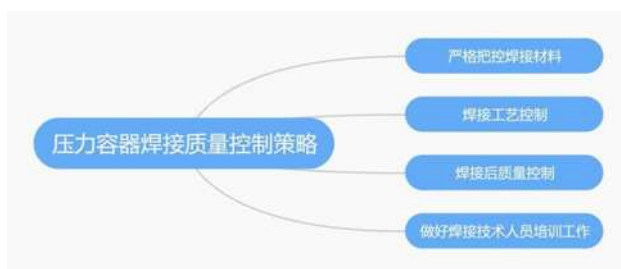 压力容器焊接质量控制策略
严格把控焊接材料
焊接工艺控制
焊接后质量控制
做好焊接技术人员培训工作